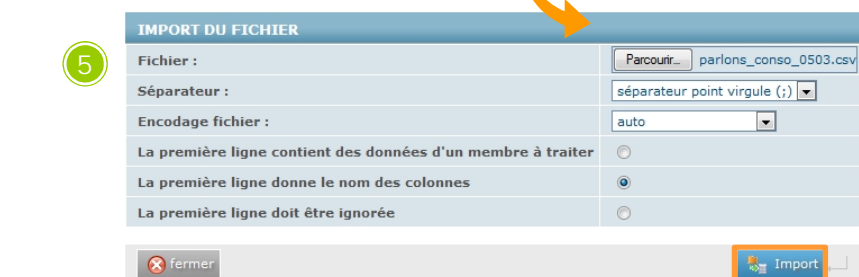 IMPORT DU FICHIER
5
Fichier : Parcourir... parlons_conso_0503.csv
Séparateur : séparateur point virgule (;)
Encodage fichier : auto
La première ligne contient des données d'un membre à traiter
La première ligne donne le nom des colonnes
La première ligne doit être ignorée
fermer Import